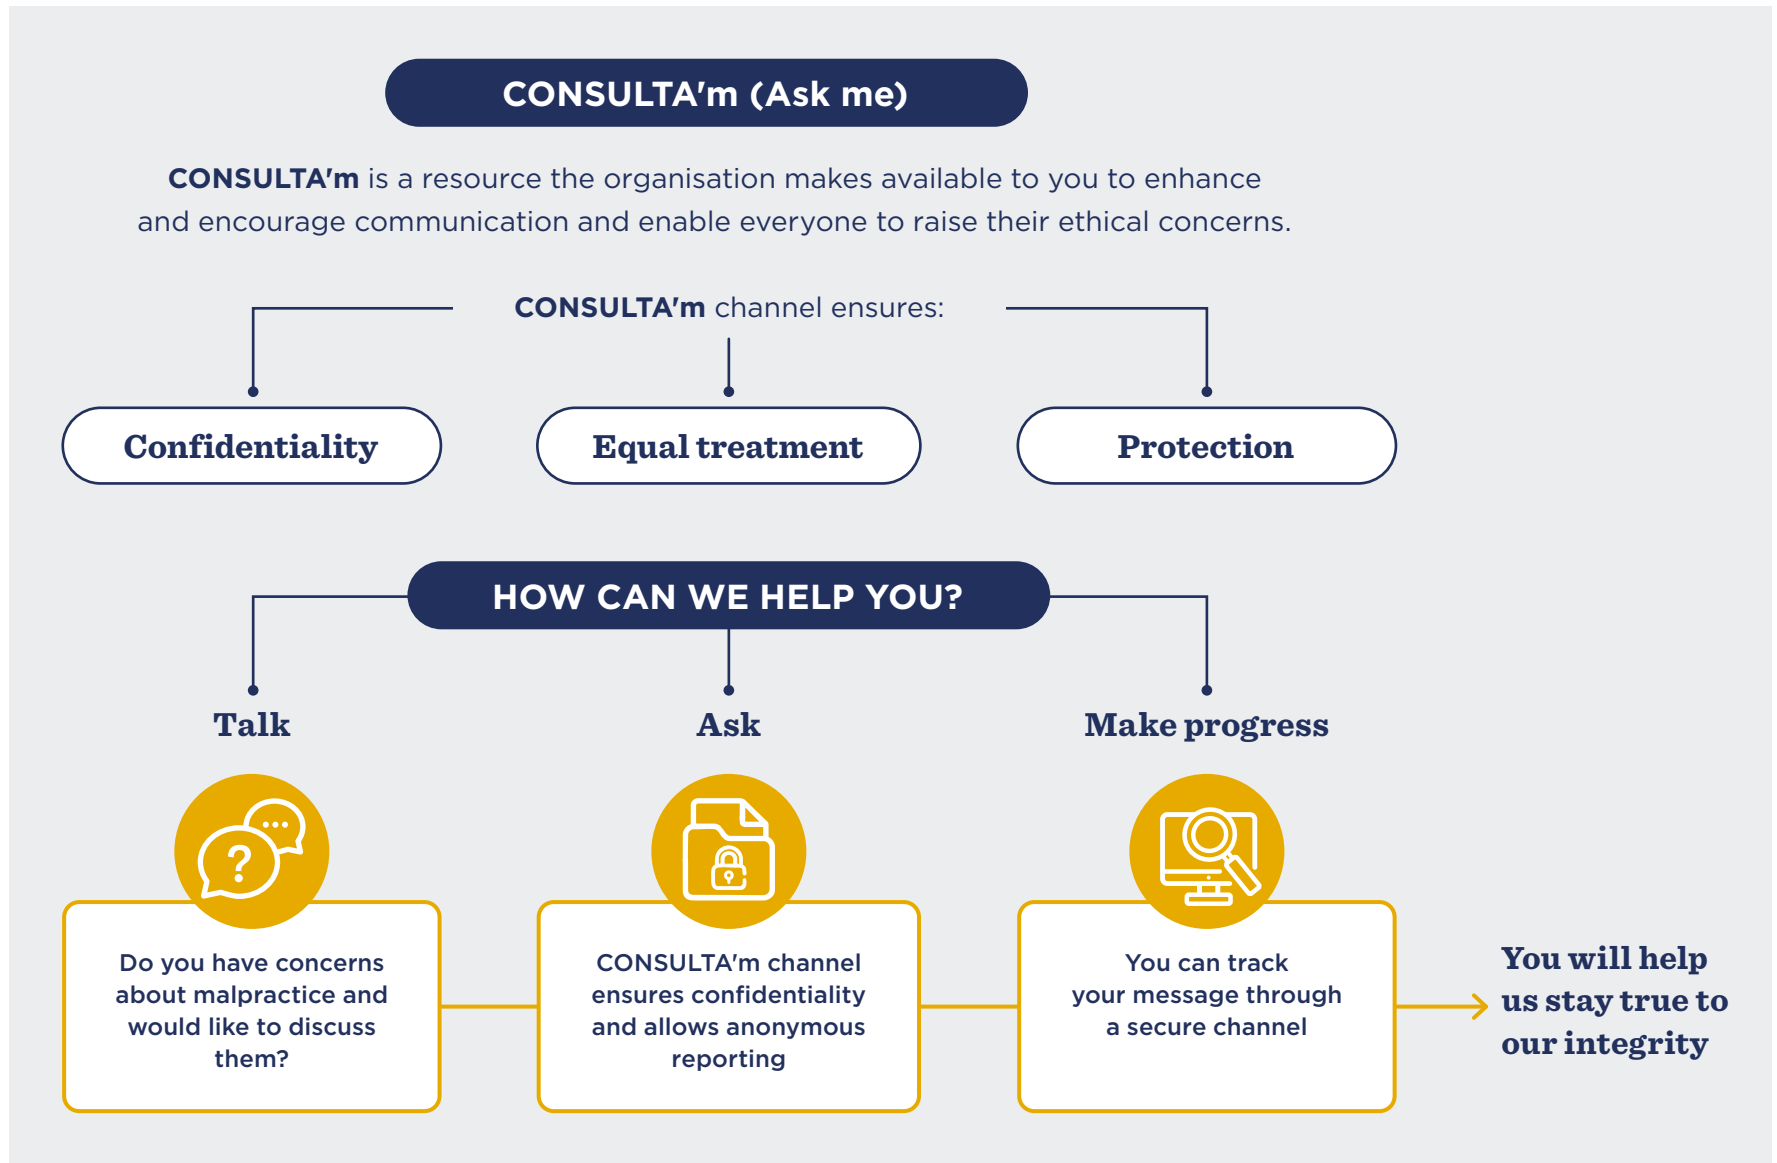 CONSULTA'm (Ask me)
CONSULTA'm is a resource the organisation makes available to you to enhance
and encourage communication and enable everyone to raise their ethical concerns.
CONSULTA'm channel ensures:
Confidentiality
Equal treatment
Protection
HOW CAN WE HELP YOU?
Talk
Ask
Make progress
?
Do you have concerns
about malpractice and
would like to discuss
them?
CONSULTA'm channel
ensures confidentiality
and allows anonymous
reporting
You can track
your message through
a secure channel
You will help
us stay true to
our integrity